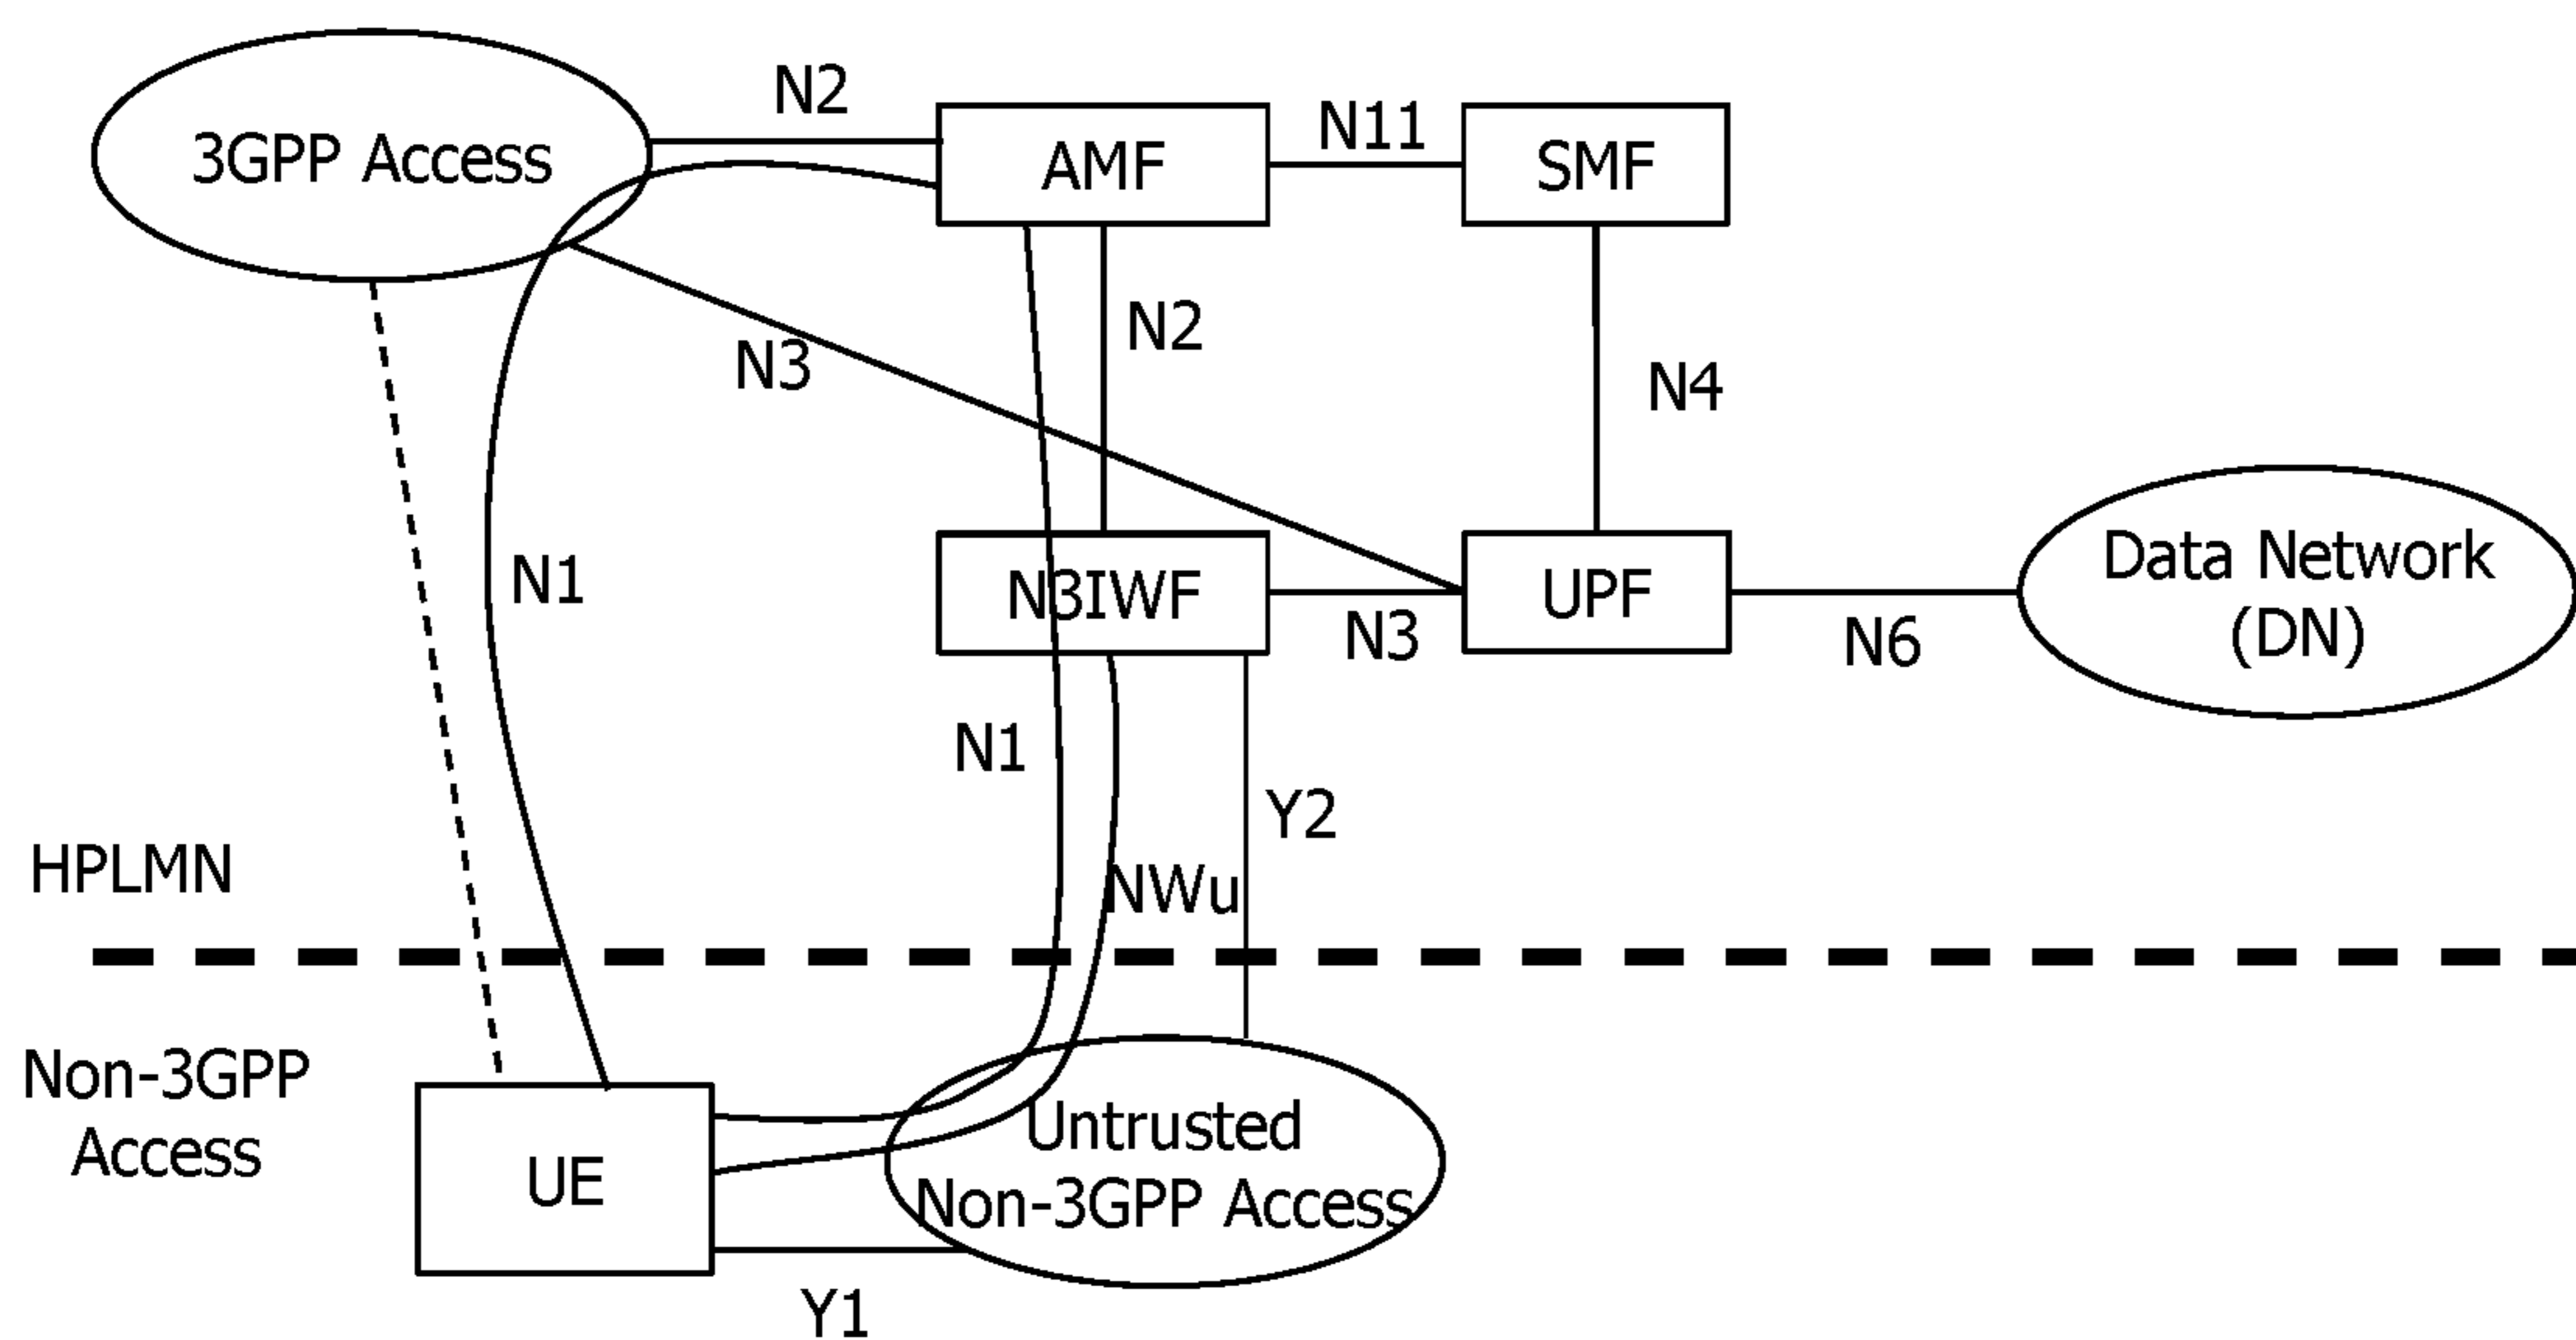 N2
3GPP Access
AMF
N11
SMF
N2
N3
N4
N1
N3IWF
N3
UPF
N6
Data Network
(DN)
N1
Y2
HPLMN
NWu
Non-3GPP
Access
UE
Untrusted
Non-3GPP Access
Y1